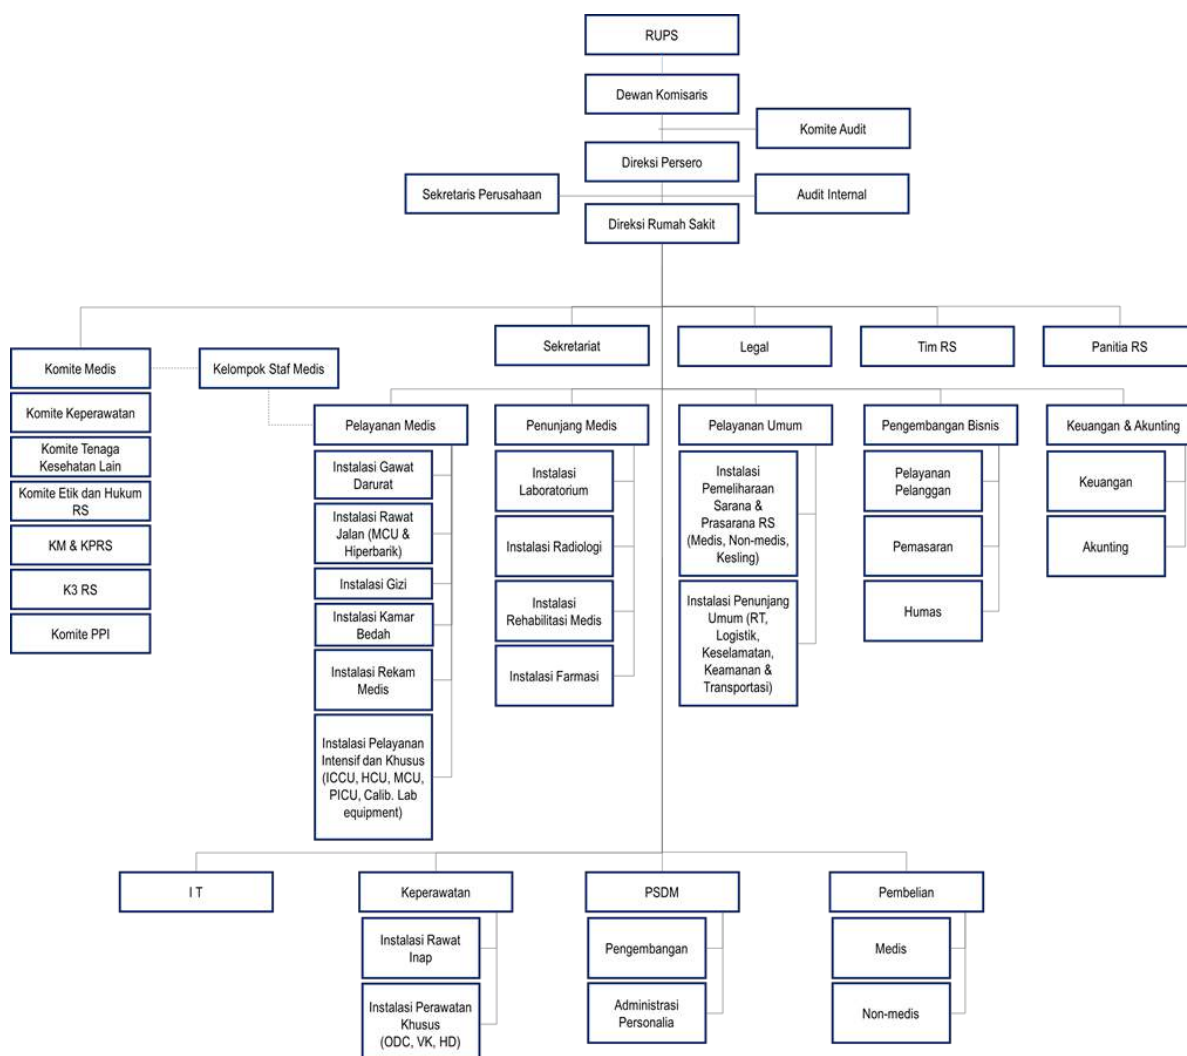 RUPS
Dewan Komisaris
Komite Audit
Direksi Persero
Sekretaris Perusahaan
Audit Internal
Direksi Rumah Sakit
Sekretariat
Legal
Tim RS
Panitia RS
Komite Medis
Kelompok Staf Medis
Komite Keperawatan
Komite Tenaga
Kesehatan Lain
Komite Etik dan Hukum
RS
KM & KPRS
K3 RS
Komite PPI
Pelayanan Medis
Instalasi Gawat
Darurat
Instalasi Rawat
Jalan (MCU &
Hiperbarik)
Instalasi Gizi
Instalasi Kamar
Bedah
Instalasi Rekam
Medis
Instalasi Pelayanan
Intensif dan Khusus
(ICCU, HCU, MCU,
PICU, Calib. Lab
equipment)
Penunjang Medis
Instalasi
Laboratorium
Instalasi Radiologi
Instalasi
Rehabilitasi Medis
Instalasi Farmasi
Pelayanan Umum
Instalasi
Pemeliharaan
Sarana &
Prasarana RS
(Medis, Non-medis,
Kesling)
Instalasi Penunjang
Umum (RT,
Logistik,
Keselamatan,
Keamanan &
Transportasi)
Pengembangan Bisnis
Pelayanan
Pelanggan
Pemasaran
Humas
Keuangan & Akunting
Keuangan
Akunting
I T
Keperawatan
Instalasi Rawat
Inap
Instalasi Perawatan
Khusus
(ODC, VK, HD)
PSDM
Pengembangan
Administrasi
Personalia
Pembelian
Medis
Non-medis